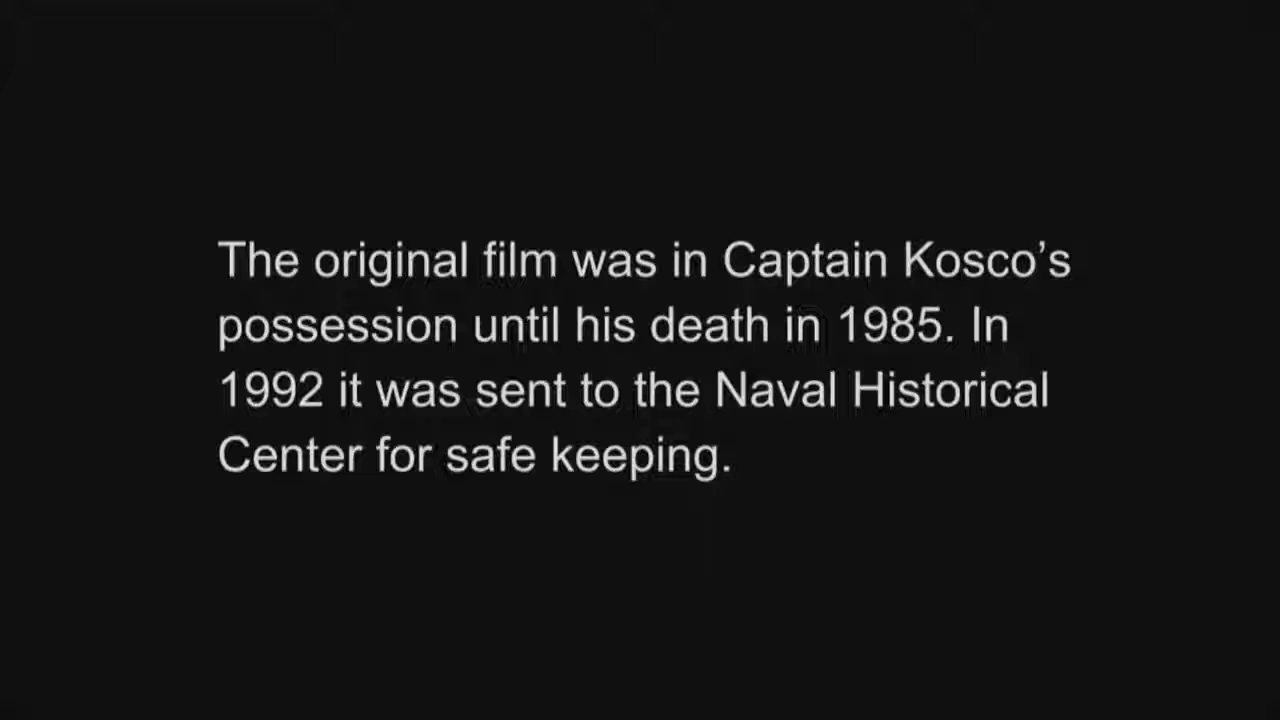 The original film was in Captain Kosco’s
possession until his death in 1985. In
1992 it was sent to the Naval Historical
Center for safe keeping.